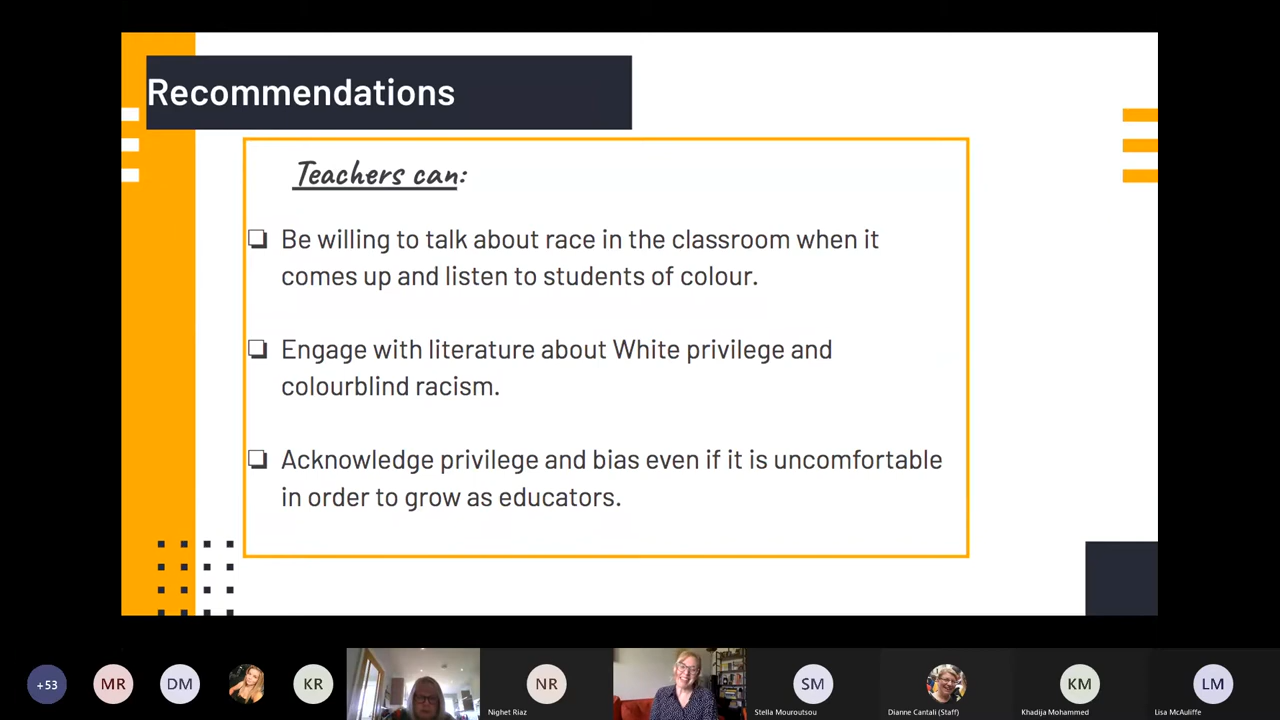 Recommendations
Teachers can:
❏ Be willing to talk about race in the classroom when it
comes up and listen to students of colour.
❏ Engage with literature about White privilege and
colourblind racism.
❏ Acknowledge privilege and bias even if it is uncomfortable
in order to grow as educators.
+53 MR DM KR NR SM KM LM
Nighet Riaz Stella Mouroutsou Dianne Cantali (Staff) Khadija Mohammed Lisa McAuliffe